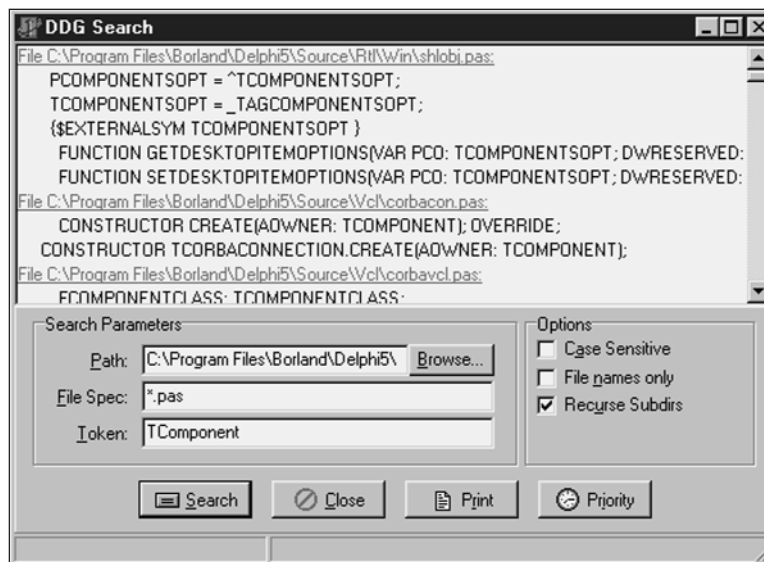 DDG Search
File C:\Program Files\Borland\Delphi5\Source\Rtl\Win\shlobj.pas:
PCOMPONENTSOPT = ^TCOMPONENTSOPT;
TCOMPONENTSOPT = _TAGCOMPONENTSOPT;
{$EXTERNALSYM TCOMPONENTSOPT }
FUNCTION GETDESKTOPITEMOPTIONS(VAR PCO: TCOMPONENTSOPT; DWRESERVED:
FUNCTION SETDESKTOPITEMOPTIONS(VAR PCO: TCOMPONENTSOPT; DWRESERVED:
File C:\Program Files\Borland\Delphi5\Source\Vcl\corbacon.pas:
CONSTRUCTOR CREATE(AOWNER: TCOMPONENT); OVERRIDE;
CONSTRUCTOR TCORBACONNECTION.CREATE(AOWNER: TCOMPONENT);
File C:\Program Files\Borland\Delphi5\Source\Vcl\corbavcl.pas:
FCOMPONENTCLASS: TCOMPONENTCLASS;
Search Parameters
Path: C:\Program Files\Borland\Delphi5\ Browse...
File Spec: *.pas
Token: TComponent
Options
Case Sensitive
File names only
Recurse Subdirs
Search Close Print Priority